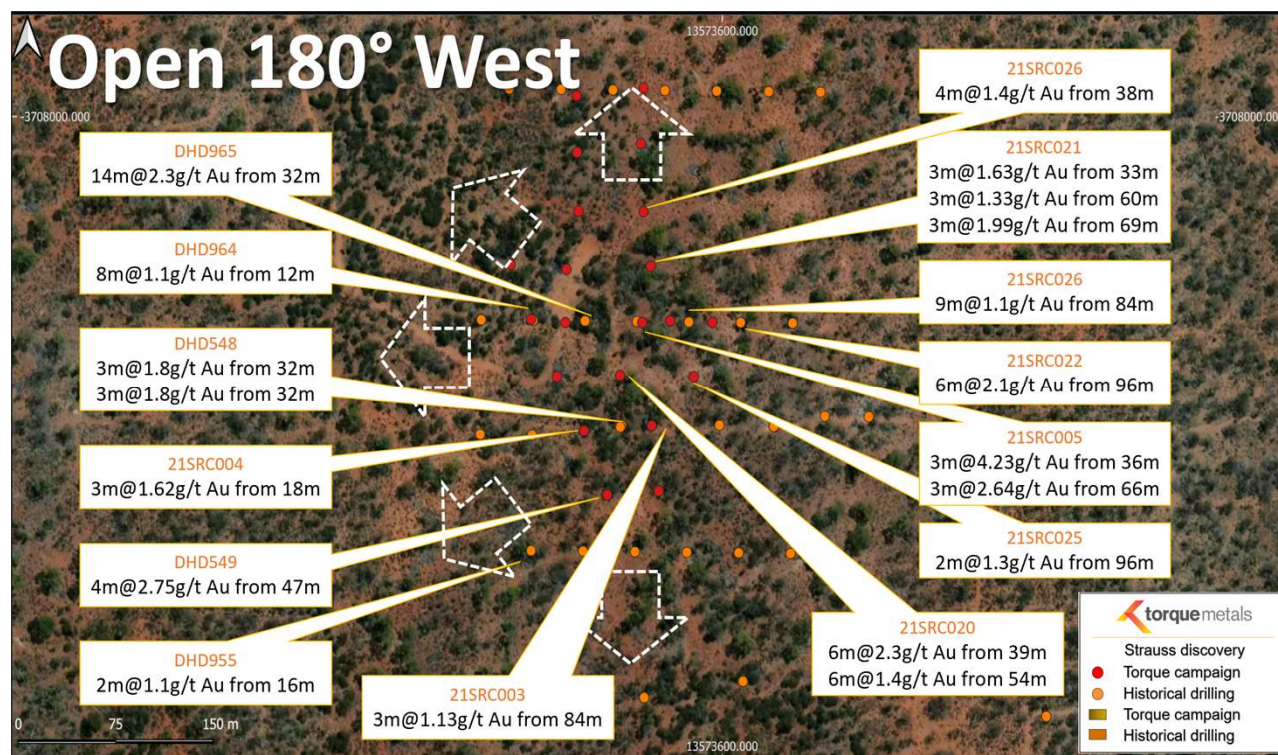 Open 180° West
13573600.000
-3708000.000
-3708000.000
DHD965
14m@2.3g/t Au from 32m
DHD964
8m@1.1g/t Au from 12m
DHD548
3m@1.8g/t Au from 32m
3m@1.8g/t Au from 32m
21SRC004
3m@1.62g/t Au from 18m
DHD549
4m@2.75g/t Au from 47m
DHD955
2m@1.1g/t Au from 16m
21SRC003
3m@1.13g/t Au from 84m
21SRC026
4m@1.4g/t Au from 38m
21SRC021
3m@1.63g/t Au from 33m
3m@1.33g/t Au from 60m
3m@1.99g/t Au from 69m
21SRC026
9m@1.1g/t Au from 84m
21SRC022
6m@2.1g/t Au from 96m
21SRC005
3m@4.23g/t Au from 36m
3m@2.64g/t Au from 66m
21SRC025
2m@1.3g/t Au from 96m
21SRC020
6m@2.3g/t Au from 39m
6m@1.4g/t Au from 54m
torque metals
Strauss discovery
Torque campaign
Historical drilling
Torque campaign
Historical drilling
0 75 150 m
13573600.000